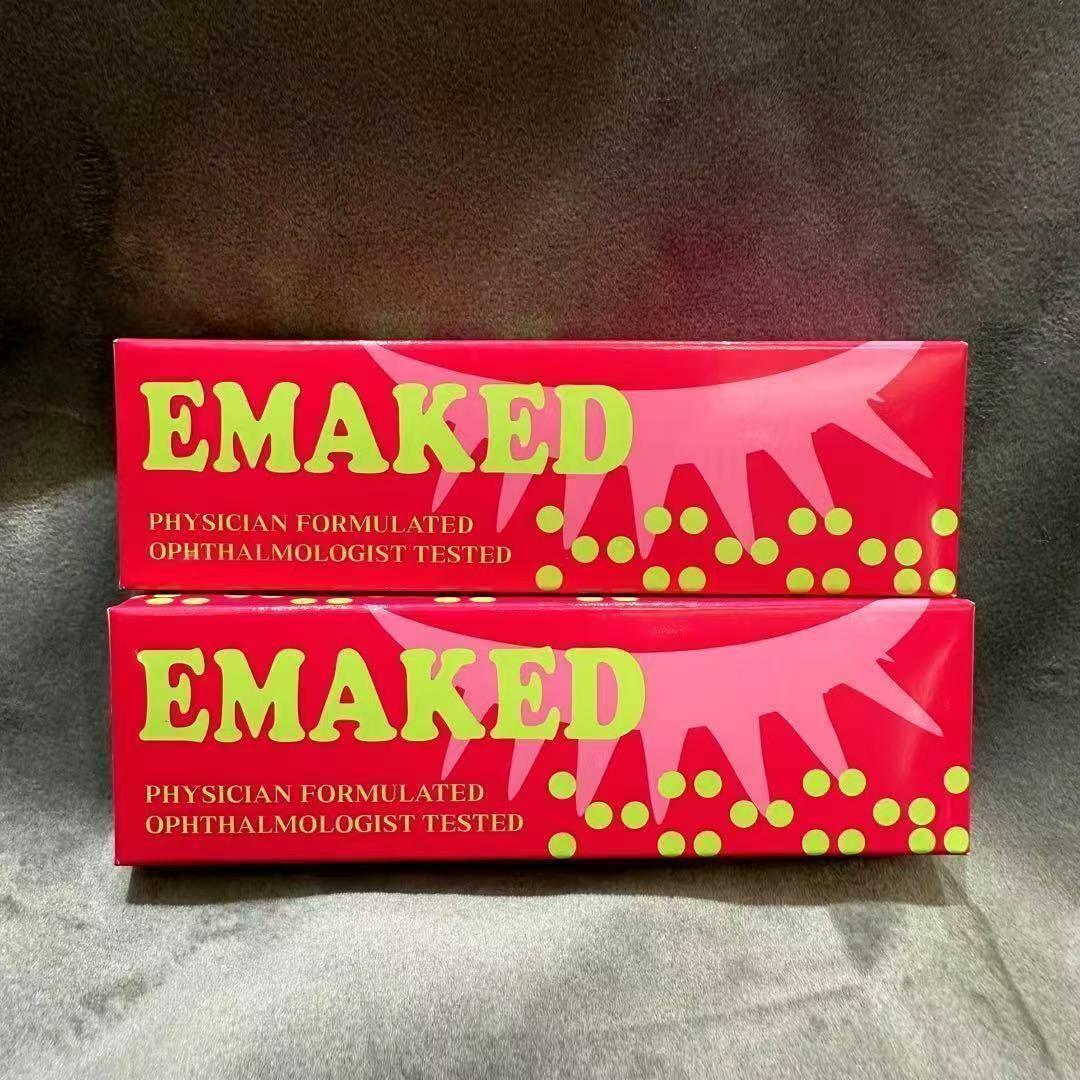 EMAKED
PHYSICIAN FORMULATED
OPHTHALMOLOGIST TESTED
EMAKED
PHYSICIAN FORMULATED
OPHTHALMOLOGIST TESTED